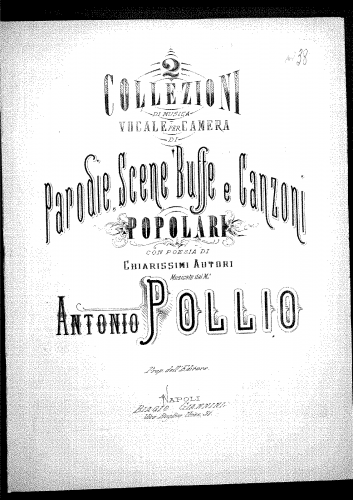 38
2
COLLEZIONI
DI MUSICA
VOCALE PER CAMERA
DI
Parodie, Scene Buffe e Canzoni
POPOLARI
CON POESIA DI
CHIARISSIMI AUTORI
Musicate dal M.º
ANTONIO POLLIO
Prop. dell'Editore.
NAPOLI
BIAGIO GIANNINI